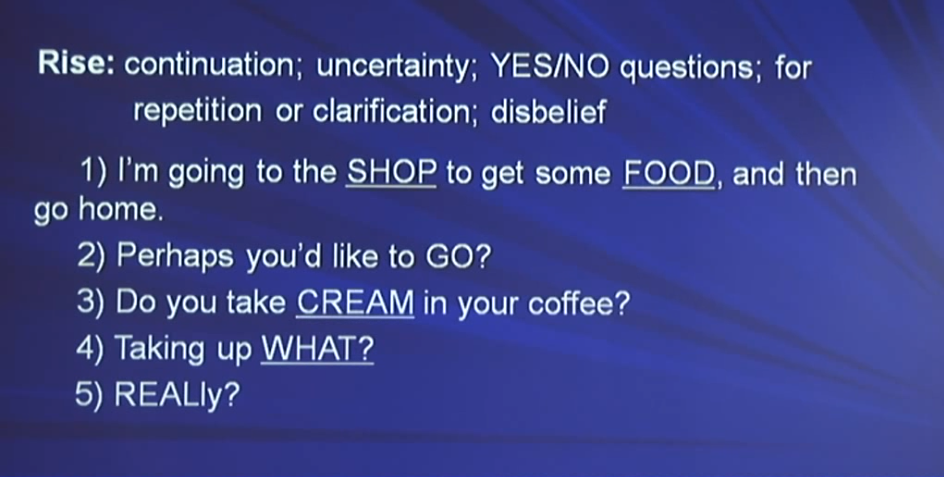 Rise: continuation; uncertainty; YES/NO questions; for
repetition or clarification; disbelief
1) I'm going to the SHOP to get some FOOD, and then
go home.
2) Perhaps you'd like to GO?
3) Do you take CREAM in your coffee?
4) Taking up WHAT?
5) REALly?